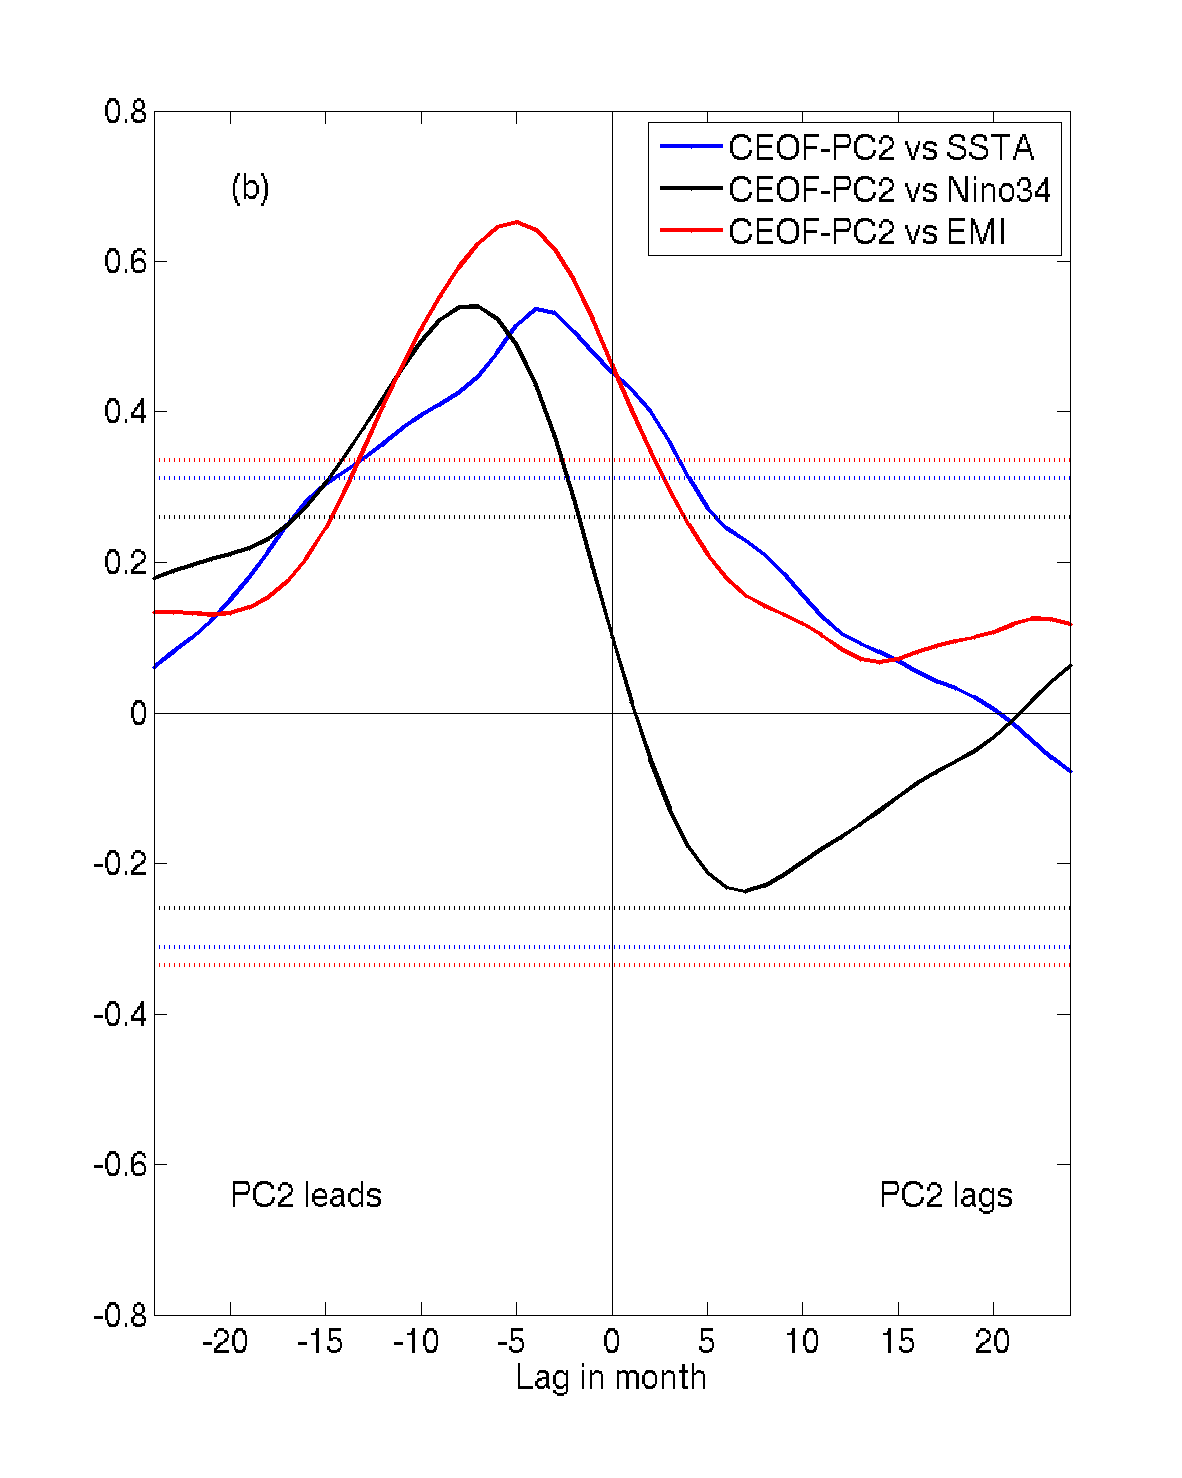 CEOF-PC2 vs SSTA
CEOF-PC2 vs Nino34
CEOF-PC2 vs EMI
(b)
0.8
0.6
0.4
0.2
0
-0.2
-0.4
-0.6
-0.8
PC2 leads
PC2 lags
-20 -15 -10 -5 0 5 10 15 20
Lag in month